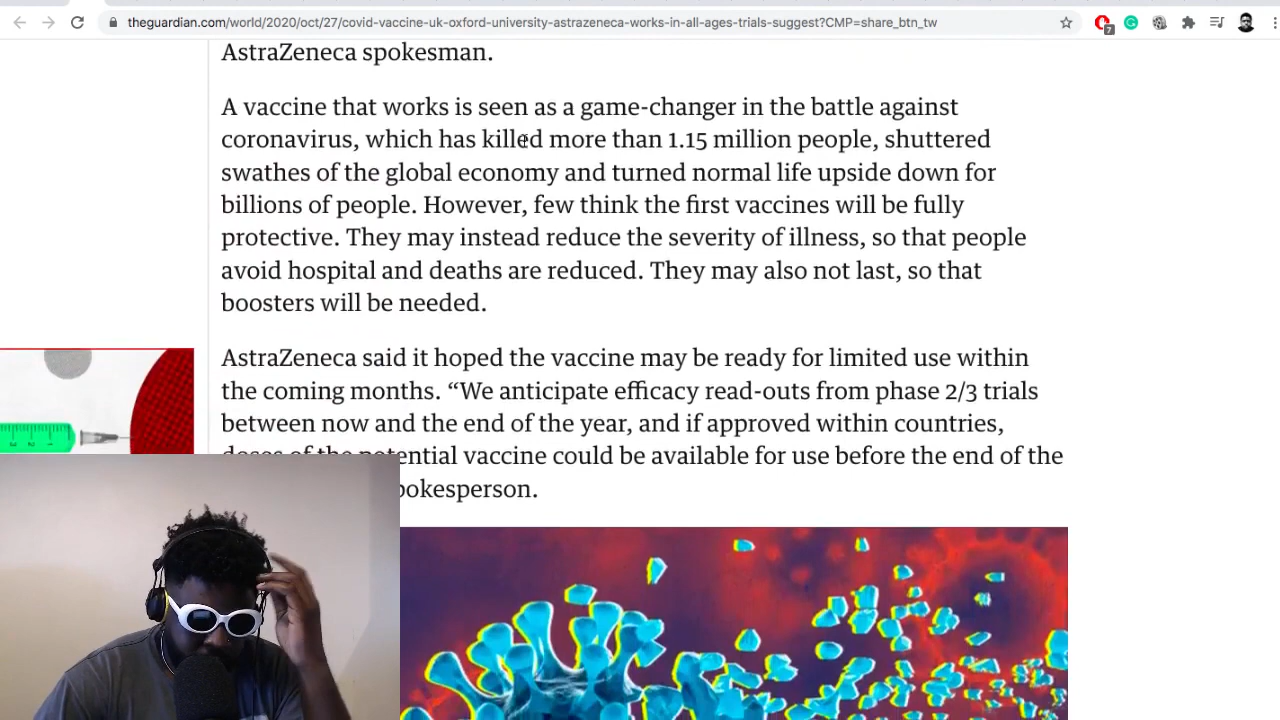 theguardian.com/world/2020/oct/27/covid-vaccine-uk-oxford-university-astrazeneca-works-in-all-ages-trials-suggest?CMP=share_btn_tw
7
AstraZeneca spokesman.
A vaccine that works is seen as a game-changer in the battle against
coronavirus, which has killed more than 1.15 million people, shuttered
swathes of the global economy and turned normal life upside down for
billions of people. However, few think the first vaccines will be fully
protective. They may instead reduce the severity of illness, so that people
avoid hospital and deaths are reduced. They may also not last, so that
boosters will be needed.
AstraZeneca said it hoped the vaccine may be ready for limited use within
the coming months. “We anticipate efficacy read-outs from phase 2/3 trials
between now and the end of the year, and if approved within countries,
doses of the potential vaccine could be available for use before the end of the
pokesperson.